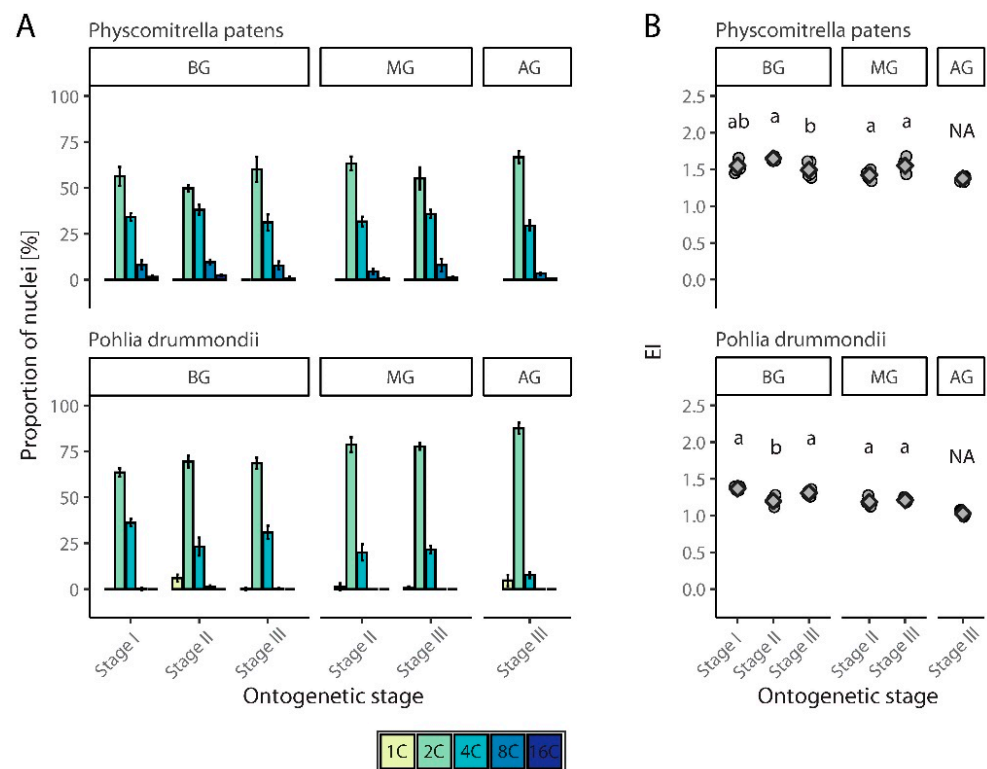 A
Physcomitrella patens
BG MG AG
100
75
50
25
0
Pohlia drummondii
BG MG AG
100
75
50
25
0
Proportion of nuclei [%]
Stage I Stage II Stage III Stage II Stage III Stage III
Ontogenetic stage
B
Physcomitrella patens
BG MG AG
2.5
2.0
1.5
1.0
0.5
0.0
ab a b a a NA
EI
Pohlia drummondii
BG MG AG
2.5
2.0
1.5
1.0
0.5
0.0
a b a a a NA
Stage I Stage II Stage III Stage II Stage III Stage III
Ontogenetic stage
1C 2C 4C 8C 16C